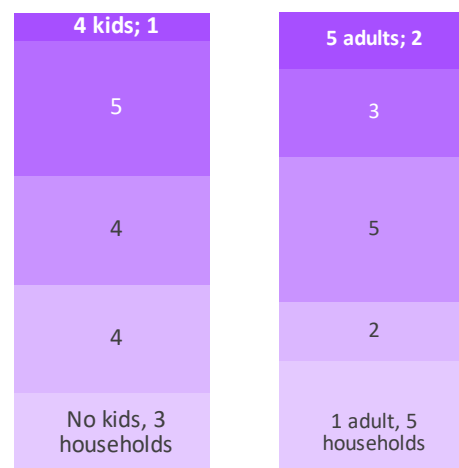 4 kids; 1
5
4
4
No kids, 3
households
5 adults; 2
3
5
2
1 adult, 5
households